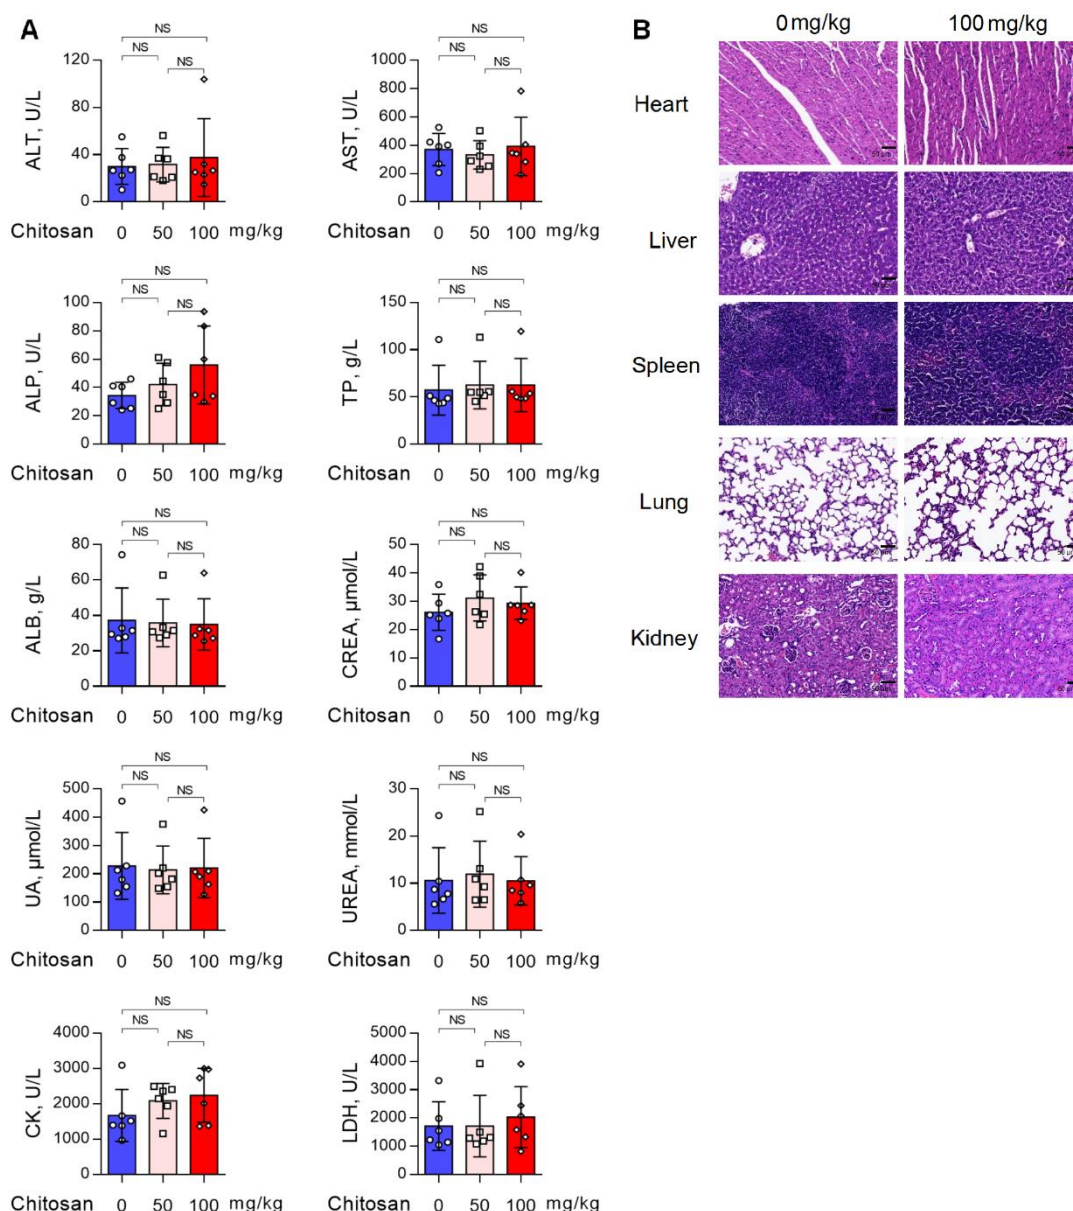 A
NS
NS
NS
120
80
40
0
ALT, U/L
Chitosan 0 50 100 mg/kg
NS
NS
NS
1000
800
600
400
200
0
AST, U/L
Chitosan 0 50 100 mg/kg
NS
NS
NS
100
80
60
40
20
0
ALP, U/L
Chitosan 0 50 100 mg/kg
NS
NS
NS
150
100
50
0
TP, g/L
Chitosan 0 50 100 mg/kg
NS
NS
NS
80
60
40
20
0
ALB, g/L
Chitosan 0 50 100 mg/kg
NS
NS
NS
50
40
30
20
10
0
CREA, µmol/L
Chitosan 0 50 100 mg/kg
NS
NS
NS
500
400
300
200
100
0
UA, µmol/L
Chitosan 0 50 100 mg/kg
NS
NS
NS
30
20
10
0
UREA, mmol/L
Chitosan 0 50 100 mg/kg
NS
NS
NS
4000
3000
2000
1000
0
CK, U/L
Chitosan 0 50 100 mg/kg
NS
NS
NS
5000
4000
3000
2000
1000
0
LDH, U/L
Chitosan 0 50 100 mg/kg
B
0 mg/kg 100 mg/kg
Heart
Liver
Spleen
Lung
Kidney